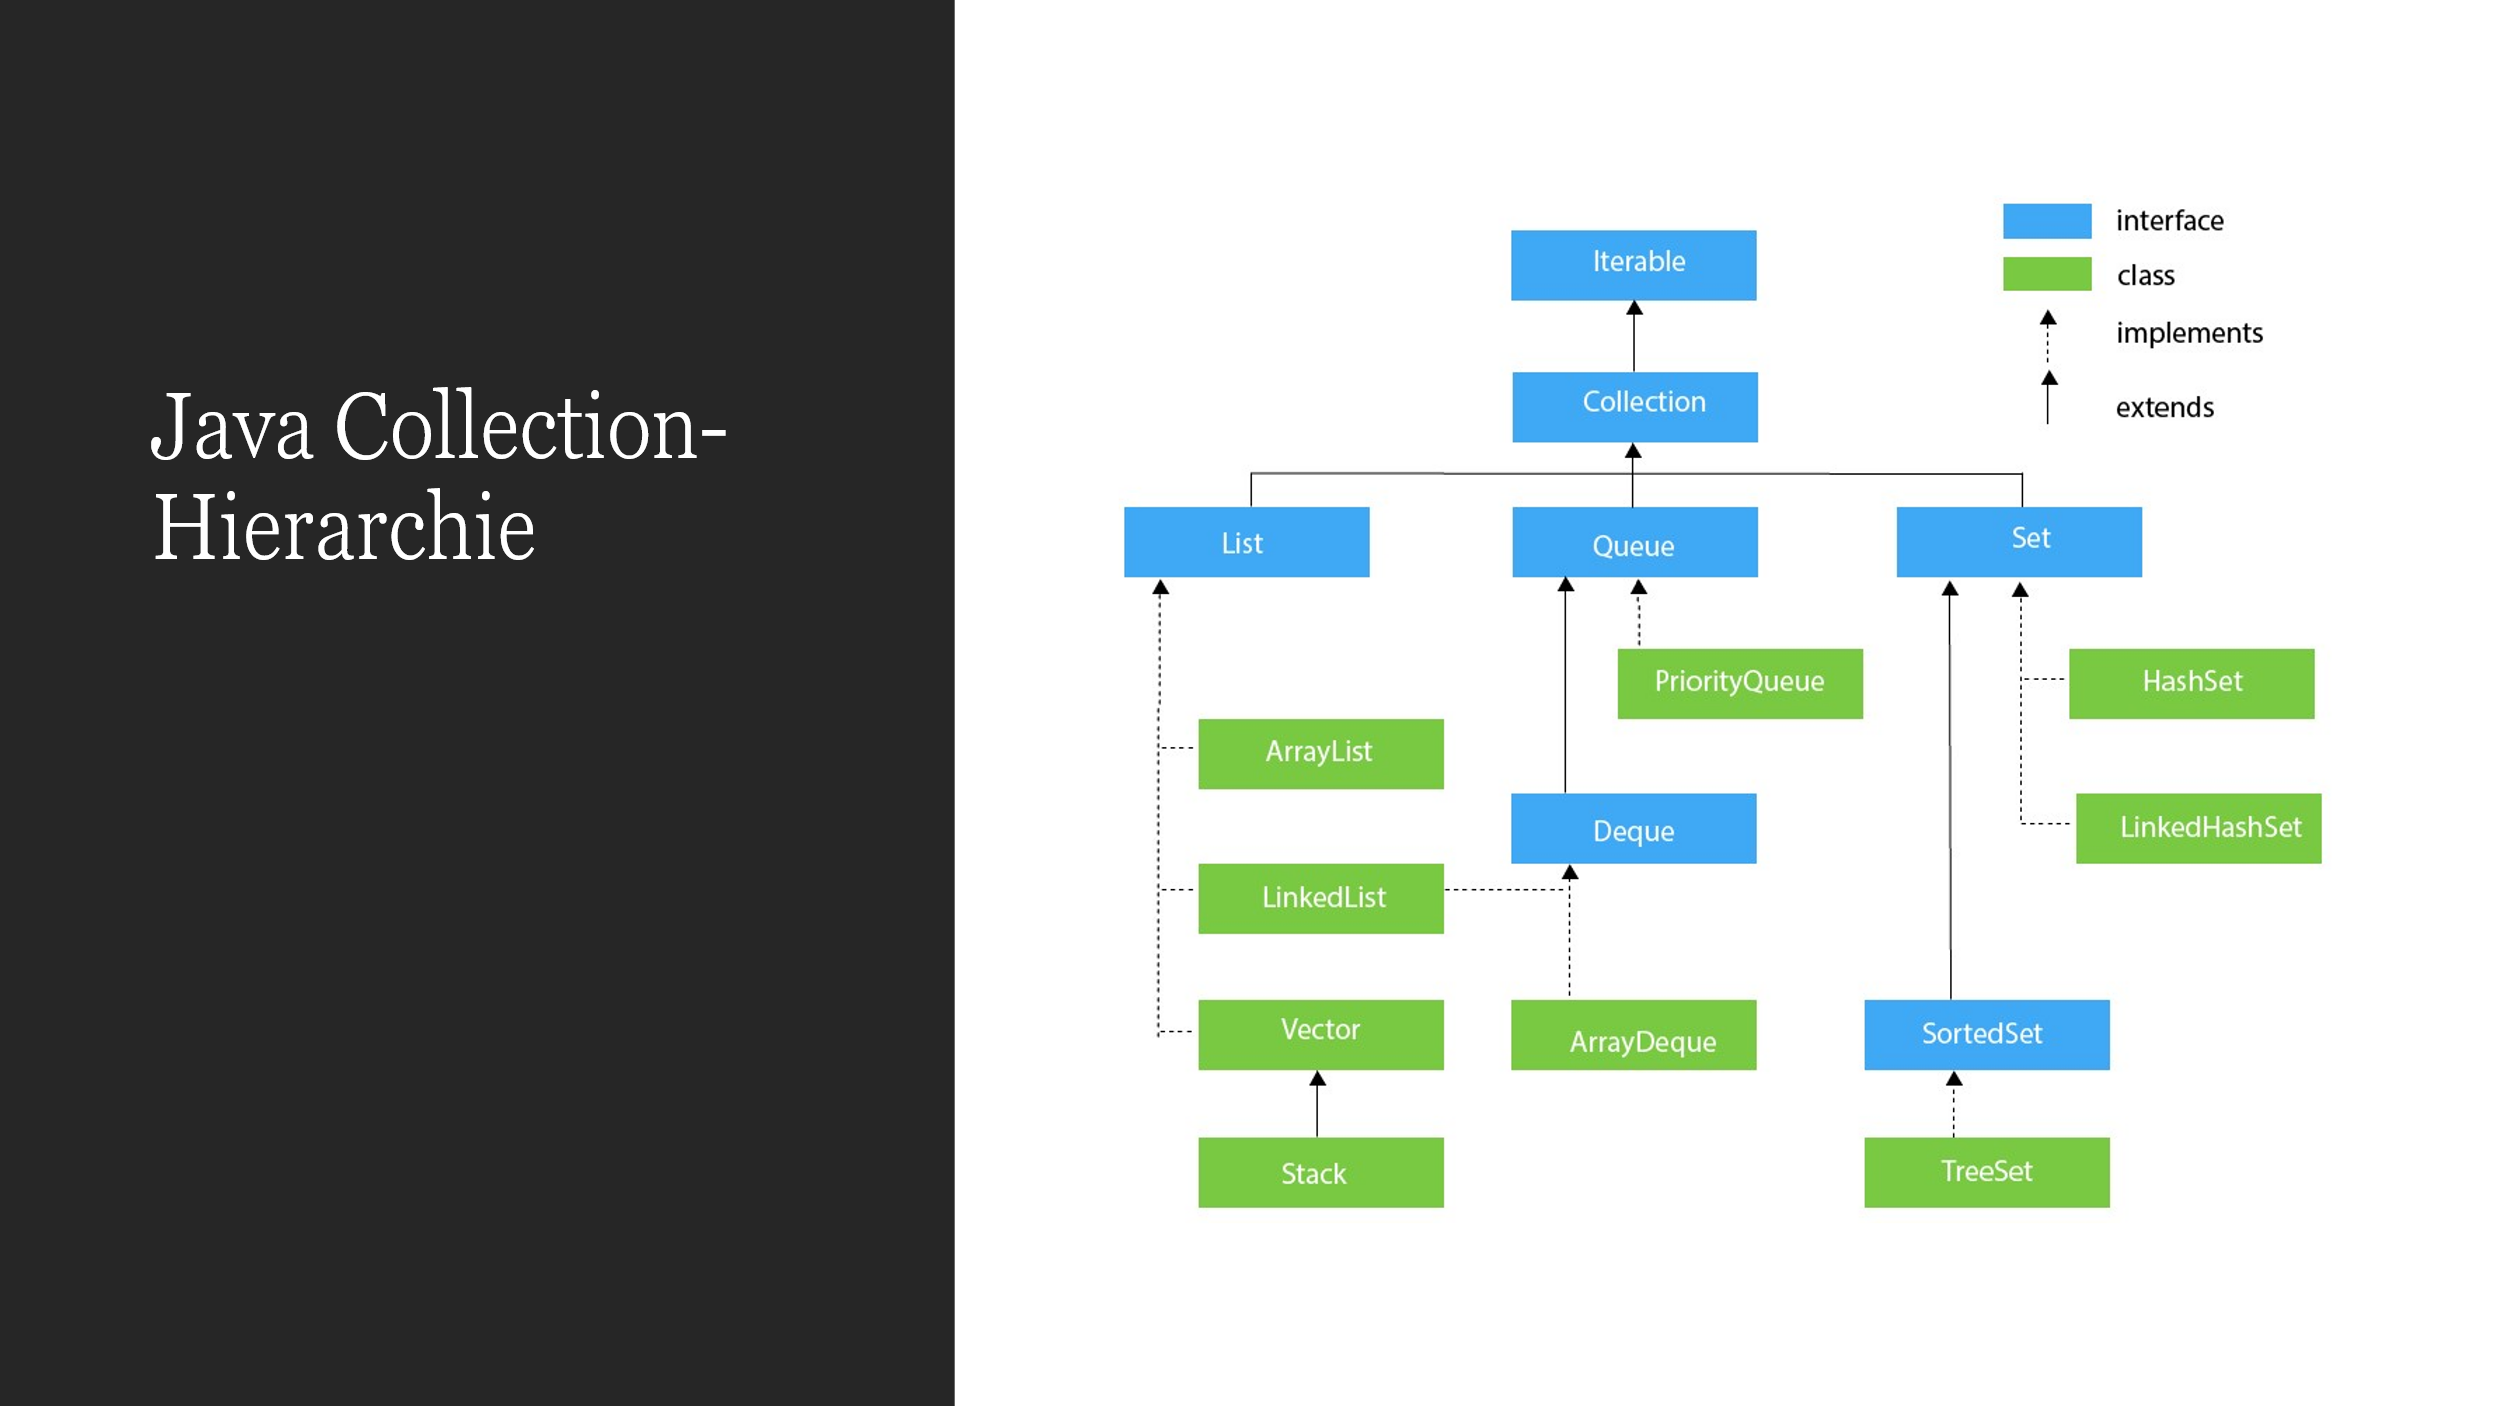 Java Collection-
Hierarchie
interface
class
implements
extends
Iterable
Collection
List
Queue
Set
PriorityQueue
HashSet
ArrayList
Deque
LinkedHashSet
LinkedList
Vector
ArrayDeque
SortedSet
Stack
TreeSet